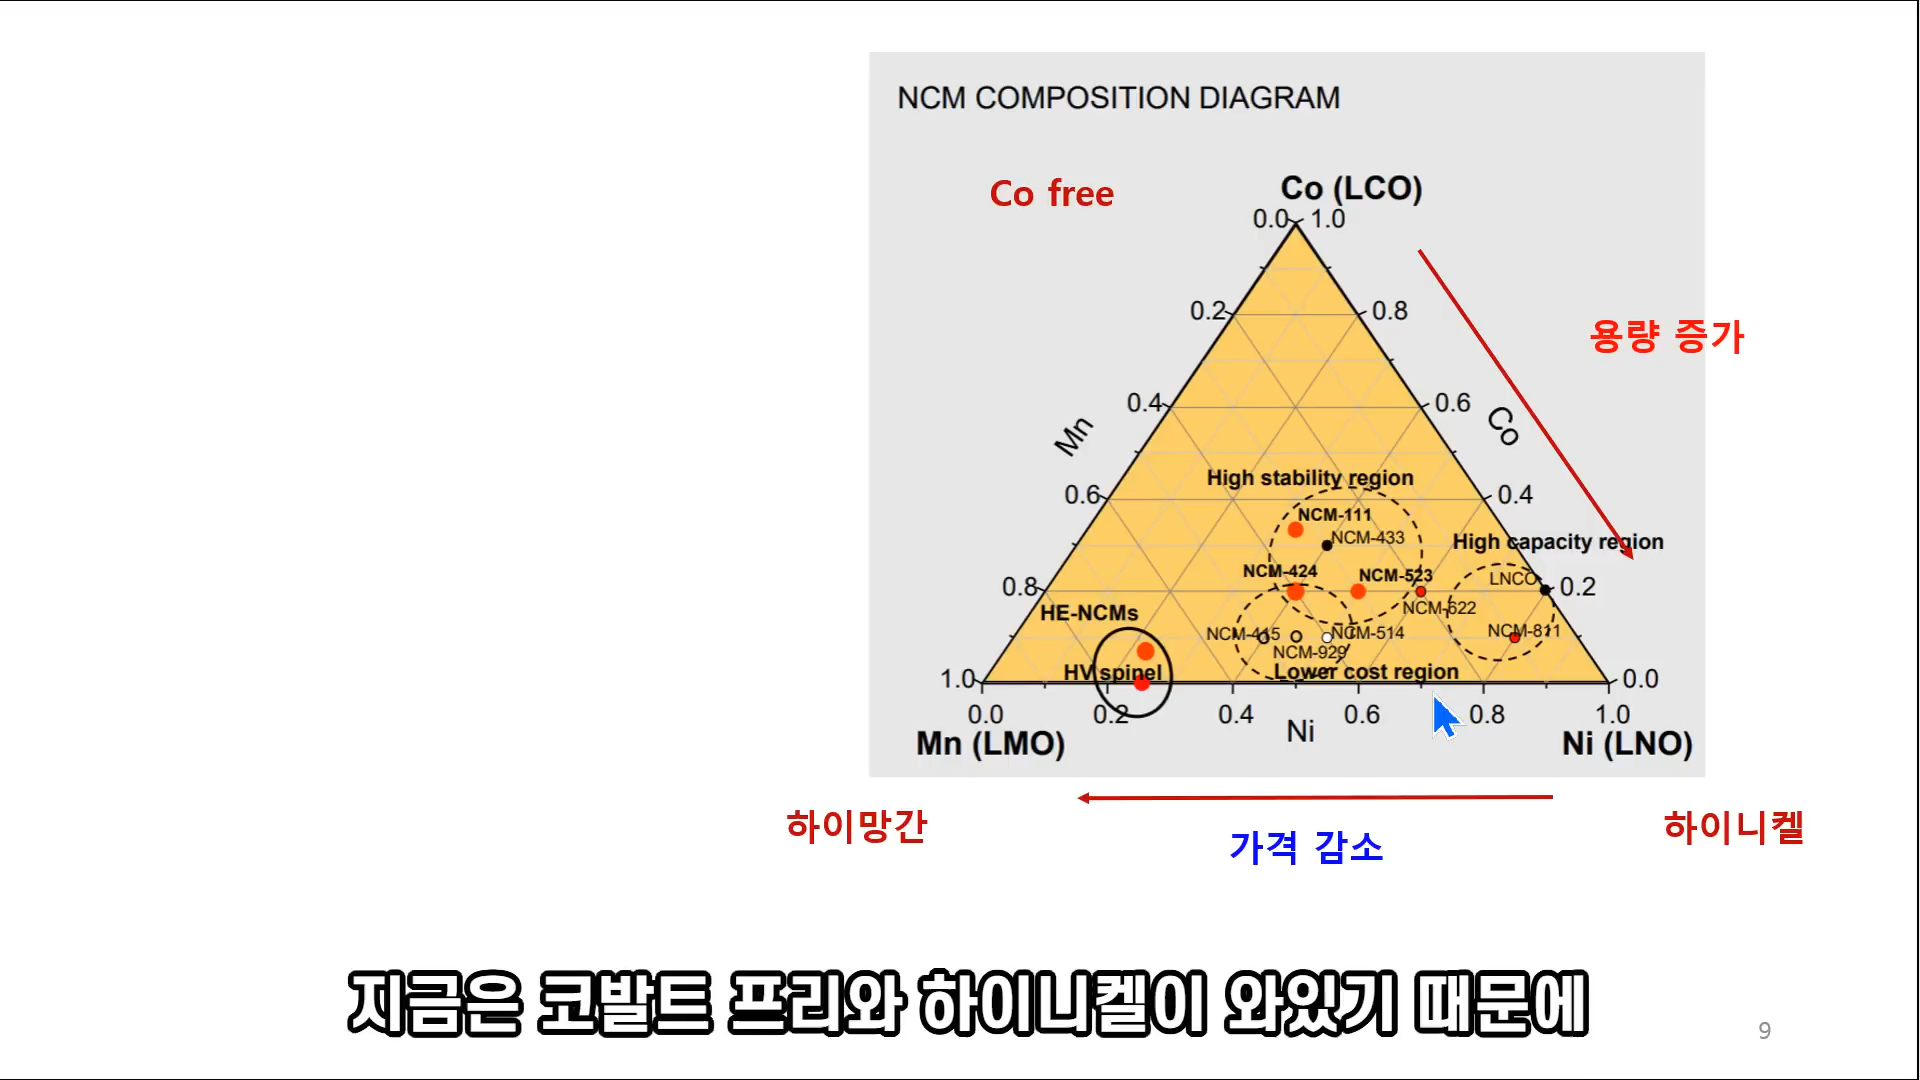 NCM COMPOSITION DIAGRAM
Co free
Co (LCO)
0.0 1.0
0.2 0.8
용량 증가
0.4 0.6
Mn Co
High stability region
0.6 0.4
NCM-111
NCM-433
High capacity region
NCM-424 NCM-523
LNCO
0.8 0.2
HE-NCMs
NCM-622
NCM-415 NCM-514 NCM-811
NCM-929
HV spinel Lower cost region
1.0 0.0
0.0 0.2 0.4 0.6 0.8 1.0
Ni
Mn (LMO) Ni (LNO)
하이망간 하이니켈
가격 감소
지금은 코발트 프리와 하이니켈이 와있기 때문에
9